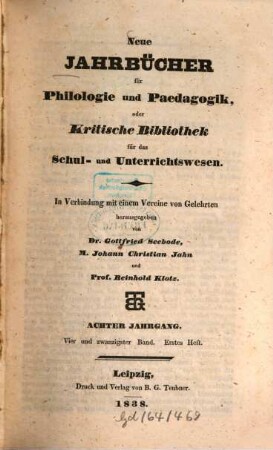 Neue
JAHRBÜCHER
für
Philologie und Paedagogik,
oder
Kritische Bibliothek
für das
Schul- und Unterrichtswesen.
In Verbindung mit einem Vereine von Gelehrten
herausgegeben
von
Dr. Gottfried Seebode,
M. Johann Christian Jahn
und
Prof. Reinhold Klotz.
BTG
ACHTER JAHRGANG.
Vier und zwanzigster Band. Erstes Heft.
Leipzig,
Druck und Verlag von B. G. Teubner.
1838.